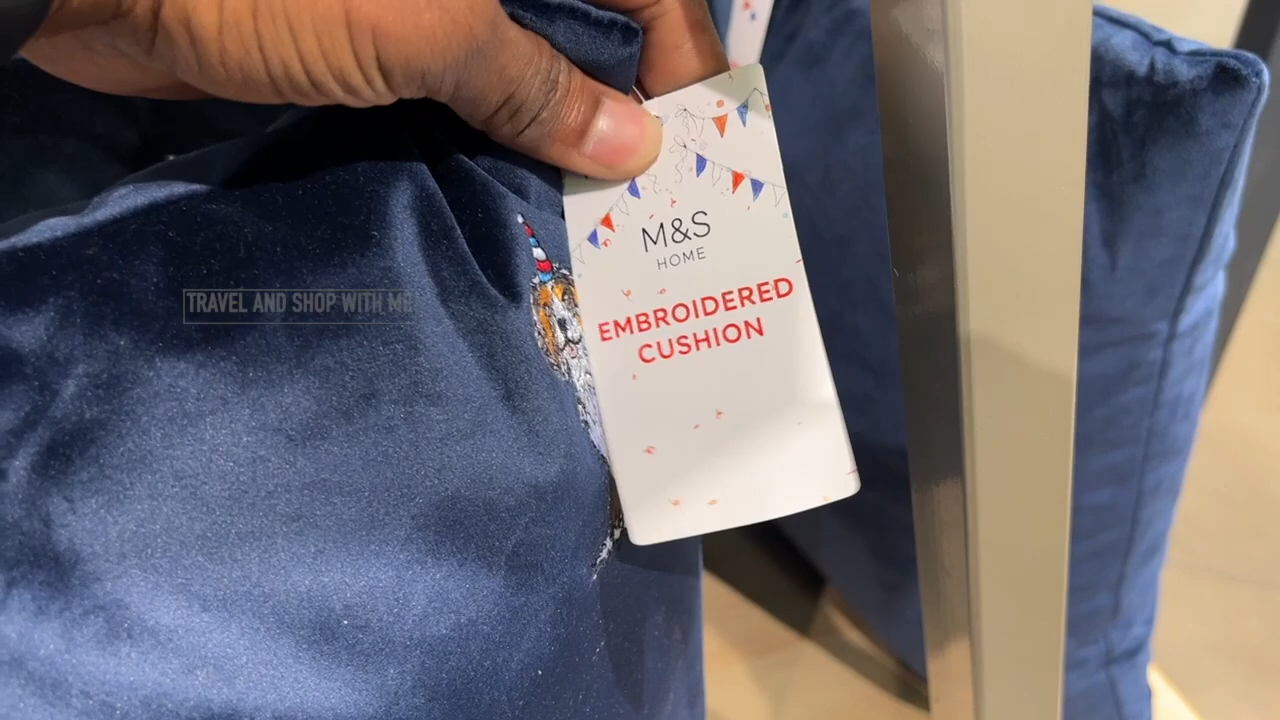 M&S
HOME
EMBROIDERED
CUSHION
TRAVEL AND SHOP WITH ME